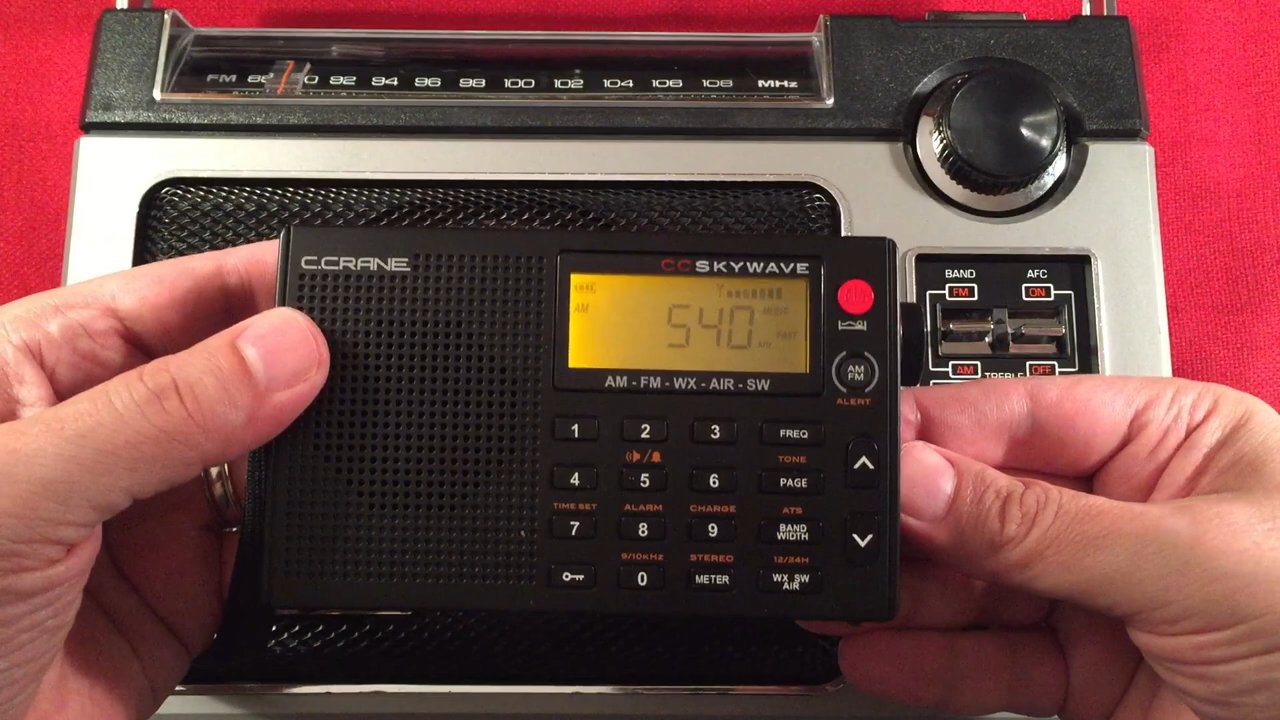 FM 88 90 92 94 96 98 100 102 104 106 108 MHz
BAND AFC
FM ON
AM OFF
TREBLE
C.CRANE
CC SKYWAVE
AM
540
AM - FM - WX - AIR - SW
AM
FM
ALERT
1 2 3 FREQ
TONE
4 5 6 PAGE
TIME SET ALARM CHARGE ATS
7 8 9 BAND WIDTH
9/10KHZ STEREO 12/24H
0 METER WX SW AIR